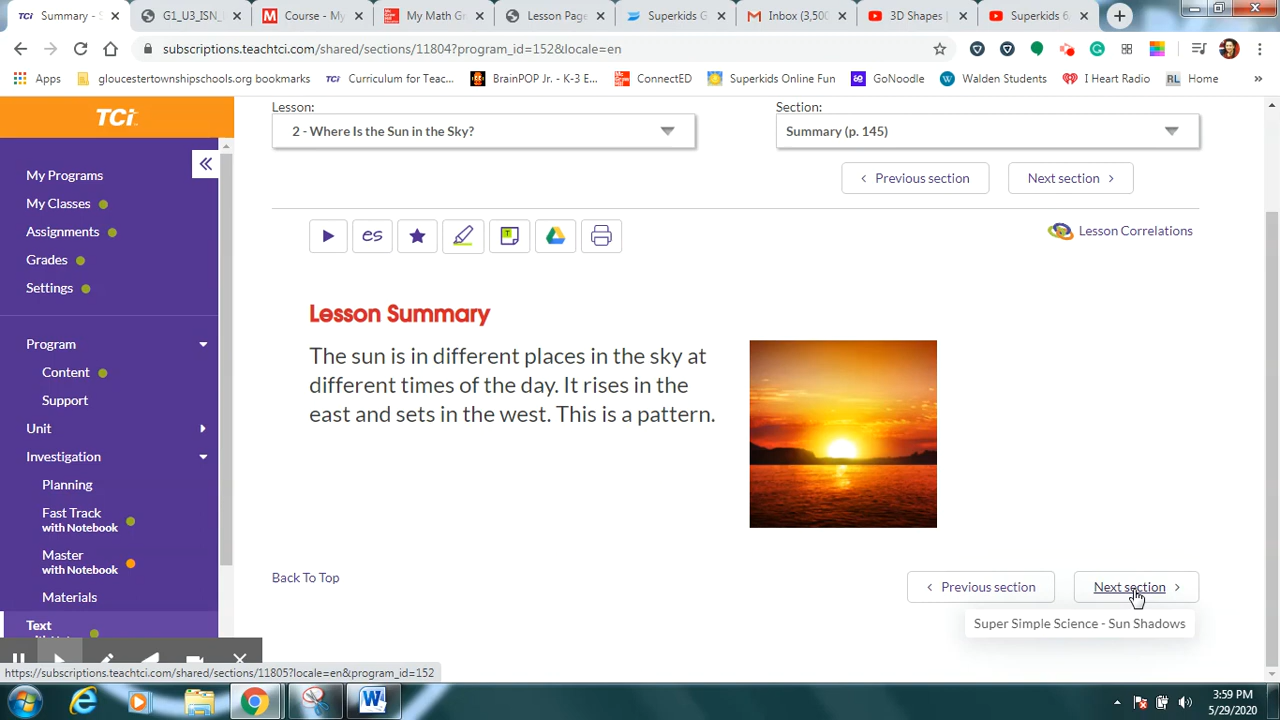 Summary -
G1_U3_ISN_
Course - My
My Math Gr
Lesson Pag
Superkids G
Inbox (3,500
3D Shapes
Superkids 6.
subscriptions.teachtci.com/shared/sections/11804?program_id=152&locale=en
Apps
gloucestertownshipschools.org bookmarks
TCi Curriculum for Teac...
BrainPOP Jr. - K-3 E...
ConnectED
Superkids Online Fun
GoNoodle
Walden Students
I Heart Radio
RL Home
TCi
Lesson:
2 - Where Is the Sun in the Sky?
Section:
Summary (p. 145)
Previous section
Next section
My Programs
My Classes
Assignments
Grades
Settings
Program
Content
Support
Unit
Investigation
Planning
Fast Track
with Notebook
Master
with Notebook
Materials
Text
es
Lesson Correlations
Lesson Summary
The sun is in different places in the sky at
different times of the day. It rises in the
east and sets in the west. This is a pattern.
Back To Top
Previous section
Next section
Super Simple Science - Sun Shadows
https://subscriptions.teachtci.com/shared/sections/11805?locale=en&program_id=152
3:59 PM
5/29/2020